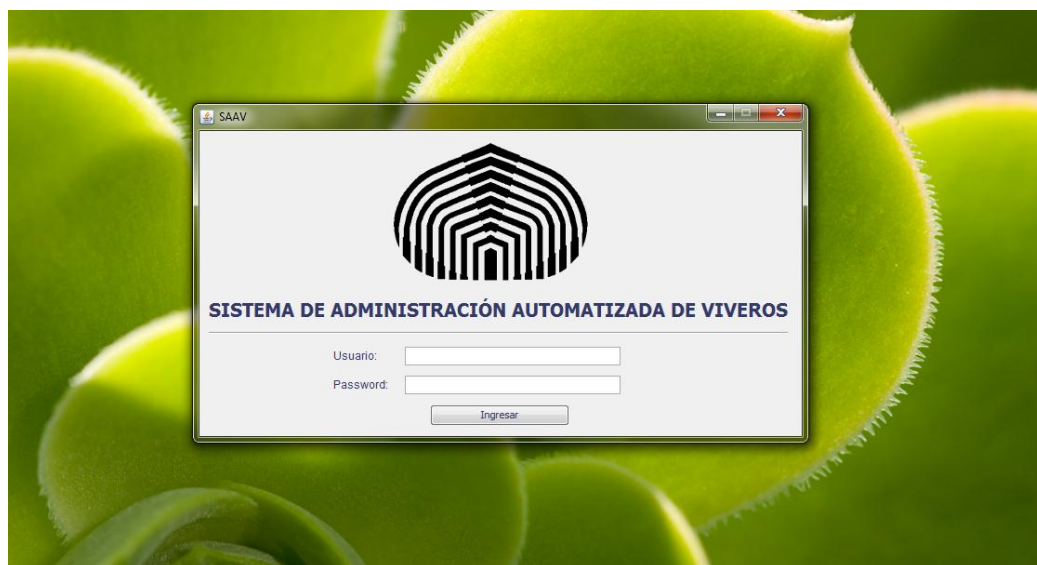 SAAV
SISTEMA DE ADMINISTRACIÓN AUTOMATIZADA DE VIVEROS
Usuario:
Password:
Ingresar